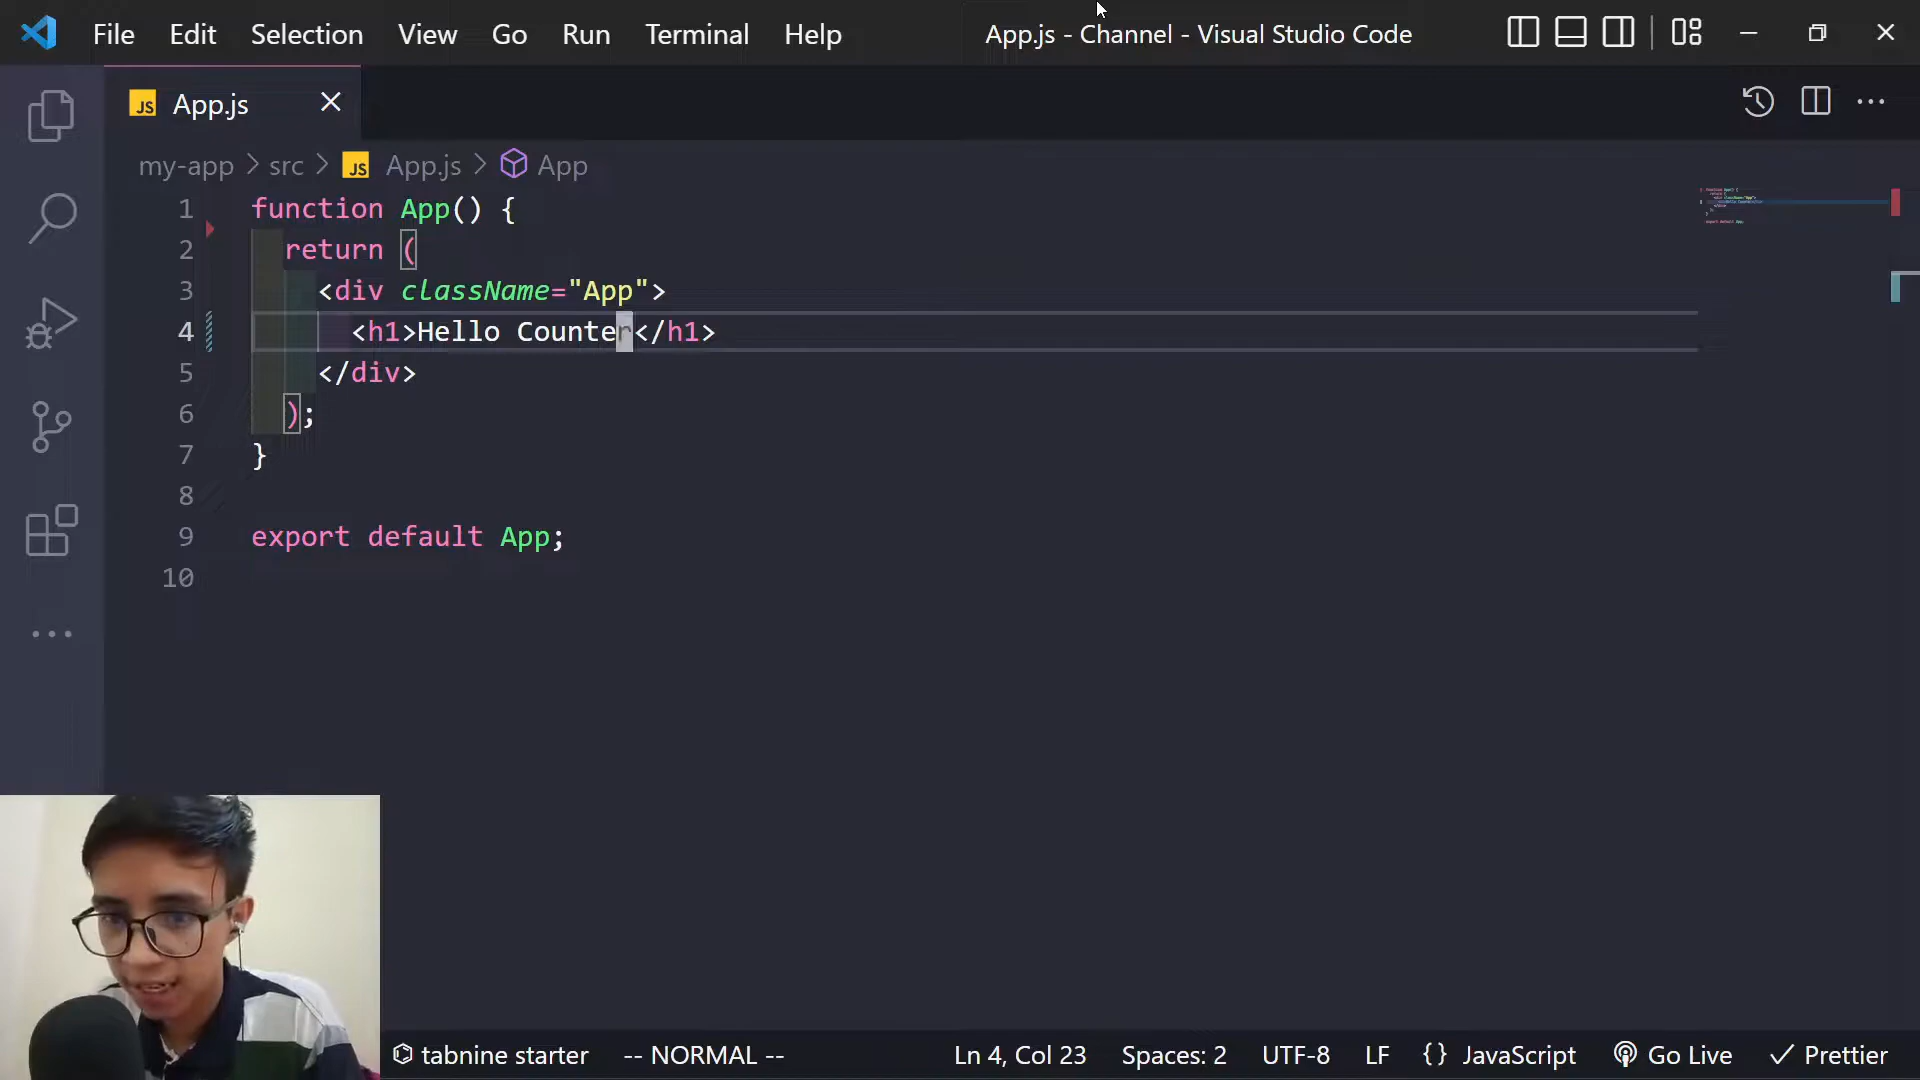 File Edit Selection View Go Run Terminal Help App.js - Channel - Visual Studio Code
JS App.js
my-app > src > JS App.js > App
1 function App() {
2 return (
3 <div className="App">
4 <h1>Hello Counter</h1>
5 </div>
6 );
7 }
8
9 export default App;
10
tabnine starter -- NORMAL -- Ln 4, Col 23 Spaces: 2 UTF-8 LF {} JavaScript Go Live Prettier